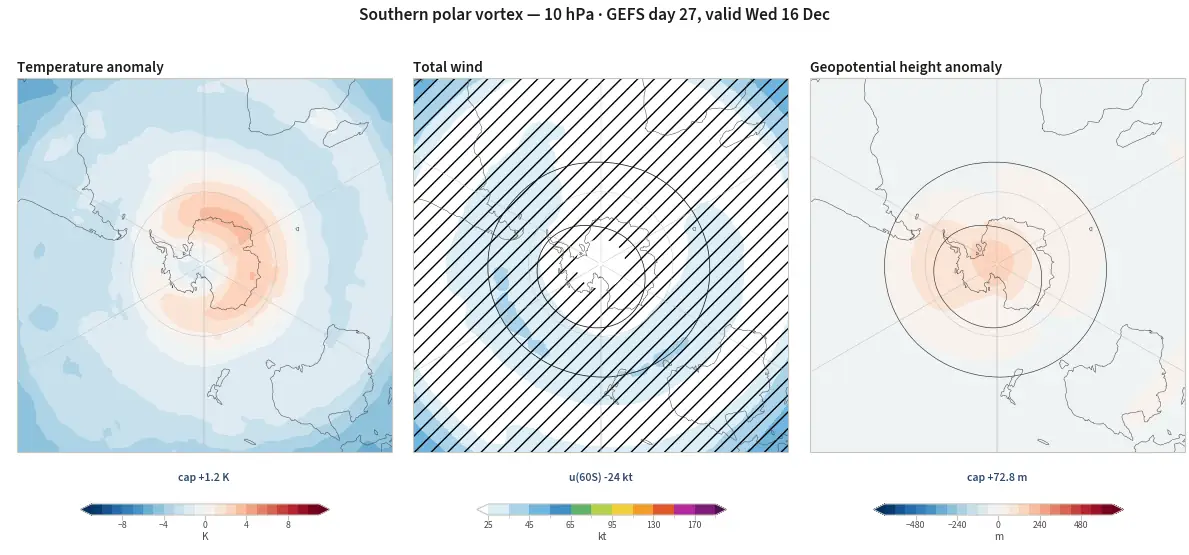 Southern polar vortex — 10 hPa · GEFS day 27, valid Wed 16 Dec
Temperature anomaly
Total wind
Geopotential height anomaly
cap +1.2 K
u(60S) -24 kt
cap +72.8 m
−8 −4 0 4 8
K
25 45 65 95 130 170
kt
−480 −240 0 240 480
m